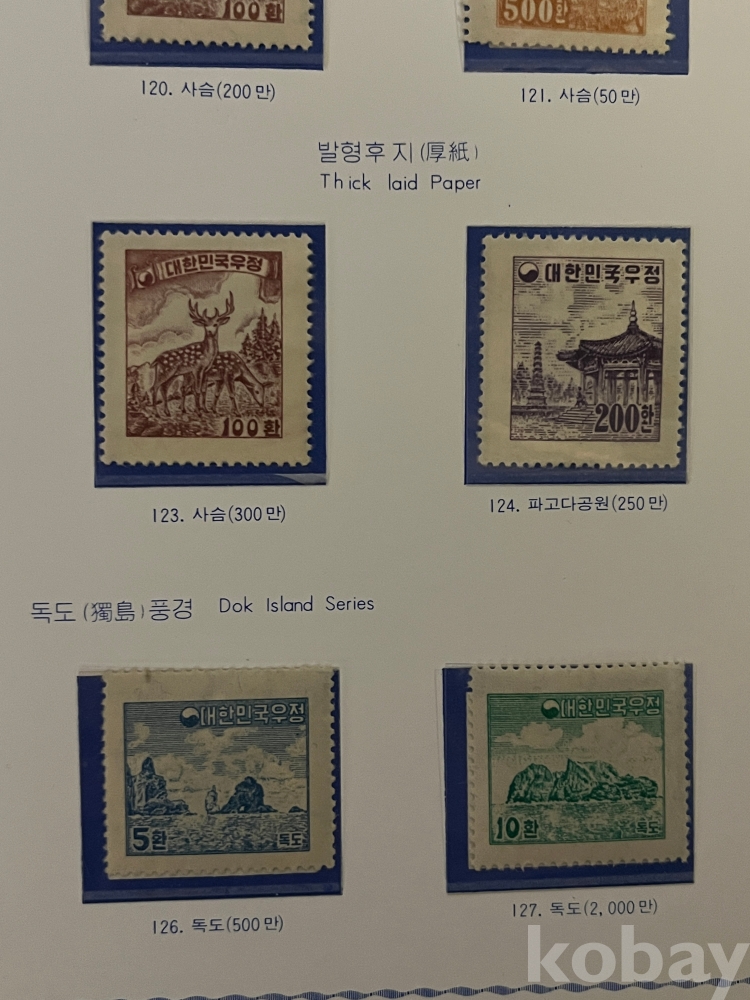 100환
500환
120. 사슴(200만)
121. 사슴(50만)
발형후지(厚紙)
Thick laid Paper
대한민국우정
100환
대한민국우정
200환
123. 사슴(300만)
124. 파고다공원(250만)
독도(獨島)풍경 Dok Island Series
대한민국우정
5환
독도
대한민국우정
10환
독도
126. 독도(500만)
127. 독도(2,000만)
kobay